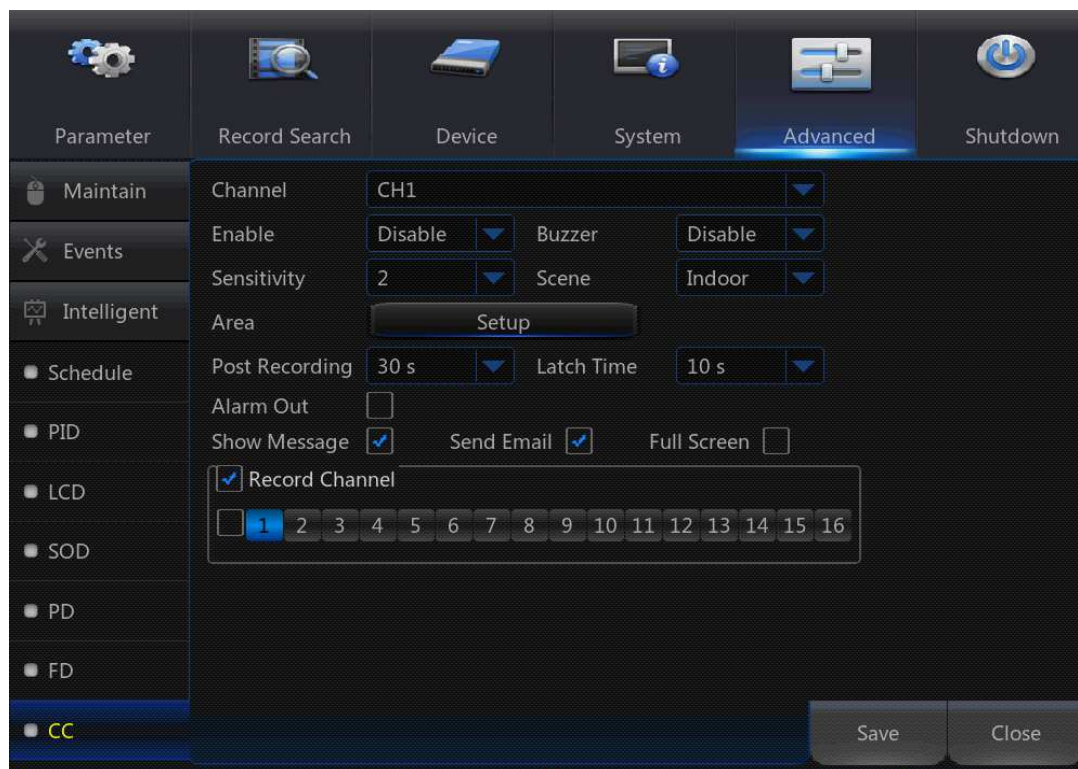 Parameter Record Search Device System Advanced Shutdown
Maintain
Events
Intelligent
Schedule
PID
LCD
SOD
PD
FD
CC
Channel CH1
Enable Disable Buzzer Disable
Sensitivity 2 Scene Indoor
Area Setup
Post Recording 30 s Latch Time 10 s
Alarm Out
Show Message Send Email Full Screen
Record Channel
1 2 3 4 5 6 7 8 9 10 11 12 13 14 15 16
Save Close